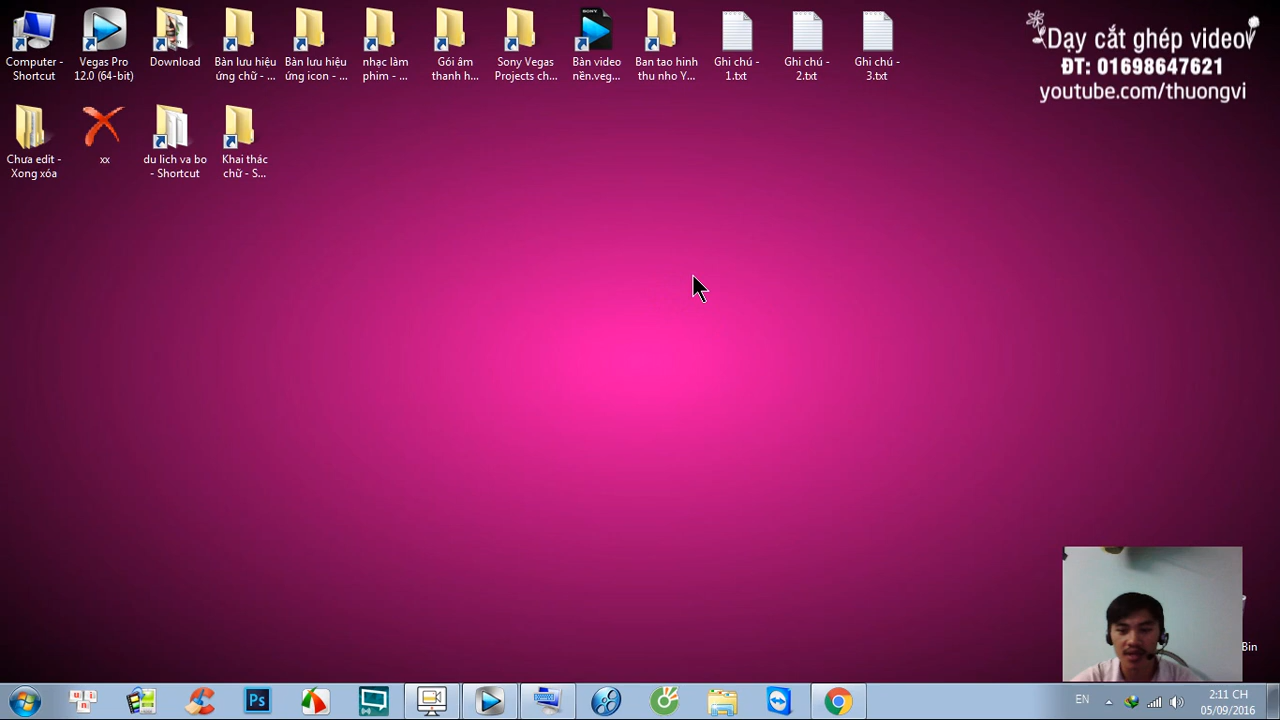 Dạy cắt ghép video
ĐT: 01698647621
youtube.com/thuongvi
Computer -
Shortcut
Vegas Pro
12.0 (64-bit)
Download
Bàn lưu hiệu
ứng chữ - ...
Bàn lưu hiệu
ứng icon - ...
nhạc làm
phim - ...
Gói âm
thanh h...
Sony Vegas
Projects ch...
Bàn video
nền.veg...
Ban tao hinh
thu nho Y...
Ghi chú -
1.txt
Ghi chú -
2.txt
Ghi chú -
3.txt
Chưa edit -
Xong xóa
xx
du lich va bo
- Shortcut
Khai thác
chữ - S...
Bin
EN
2:11 CH
05/09/2016
Ps